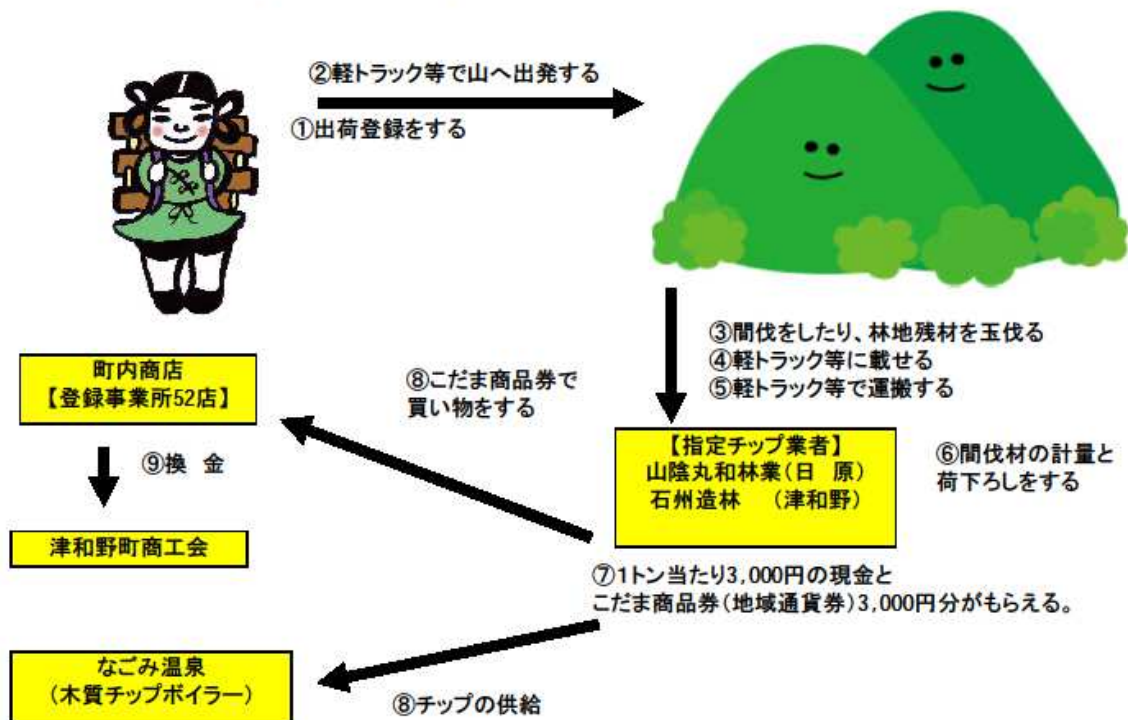 ②軽トラック等で山へ出発する
①出荷登録をする
③間伐をしたり、林地残材を玉伐る
④軽トラック等に載せる
⑤軽トラック等で運搬する
町内商店
【登録事業所52店】
⑧こだま商品券で
買い物をする
【指定チップ業者】
山陰丸和林業(日　原)
石州造林　(津和野)
⑥間伐材の計量と
荷下ろしをする
⑨換　金
津和野町商工会
⑦1トン当たり3,000円の現金と
こだま商品券(地域通貨券)3,000円分がもらえる。
なごみ温泉
(木質チップボイラー)
⑧チップの供給